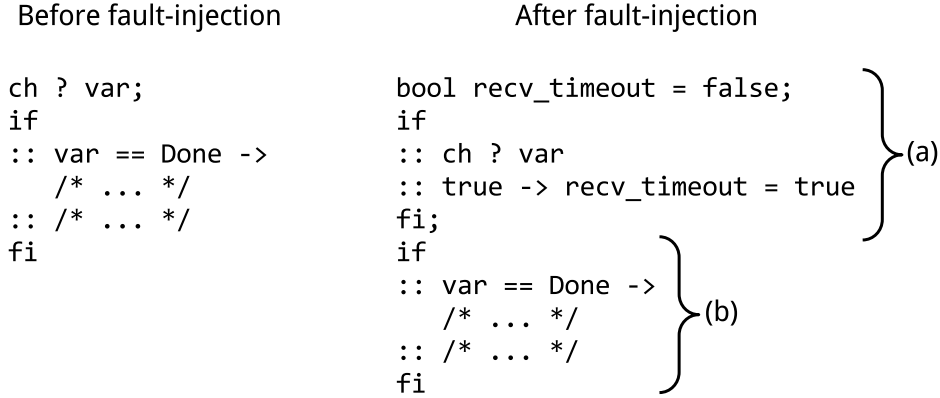 Before fault-injection
ch ? var;
if
:: var == Done ->
   /* ... */
:: /* ... */
fi
After fault-injection
bool recv_timeout = false;
if
:: ch ? var
:: true -> recv_timeout = true
fi;
if
:: var == Done ->
   /* ... */
:: /* ... */
fi
(a)
(b)